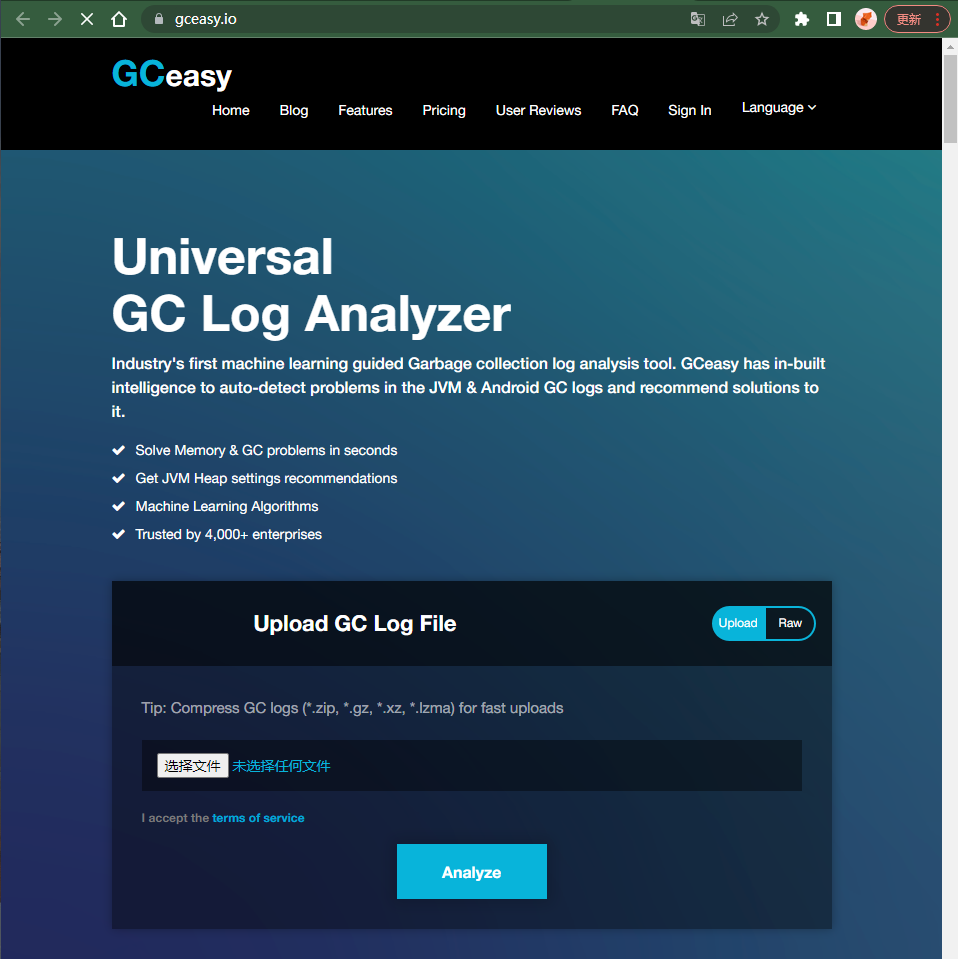 gceasy.io
更新
GCeasy
Home Blog Features Pricing User Reviews FAQ Sign In Language
Universal
GC Log Analyzer
Industry's first machine learning guided Garbage collection log analysis tool. GCeasy has in-built
intelligence to auto-detect problems in the JVM & Android GC logs and recommend solutions to
it.
Solve Memory & GC problems in seconds
Get JVM Heap settings recommendations
Machine Learning Algorithms
Trusted by 4,000+ enterprises
Upload GC Log File
Upload Raw
Tip: Compress GC logs (*.zip, *.gz, *.xz, *.lzma) for fast uploads
选择文件 未选择任何文件
I accept the terms of service
Analyze